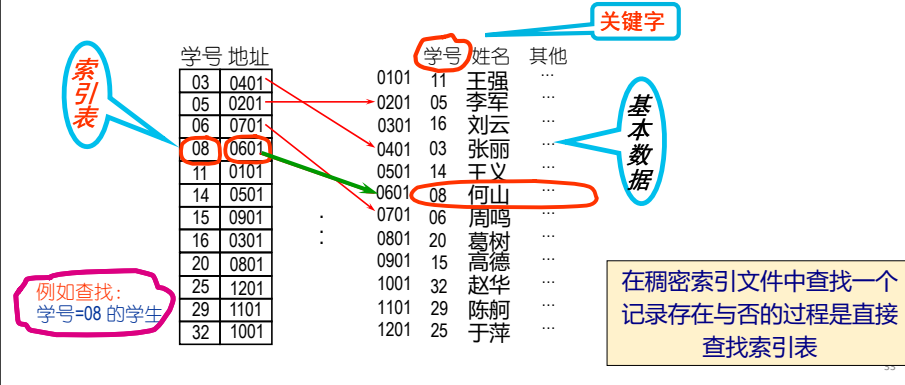 关键字
学号 地址
学号 姓名 其他
索引表
03 0401
05 0201
06 0701
08 0601
11 0101
14 0501
15 0901
16 0301
20 0801
25 1201
29 1101
32 1001
0101 11 王强 ...
0201 05 李军 ...
0301 16 刘云 ...
0401 03 张丽 ...
0501 14 王义 ...
0601 08 何山 ...
0701 06 周鸣 ...
0801 20 葛树 ...
0901 15 高德 ...
1001 32 赵华 ...
1101 29 陈舸 ...
1201 25 于萍 ...
基本数据
例如查找：
学号=08 的学生
在稠密索引文件中查找一个
记录存在与否的过程是直接
查找索引表
33